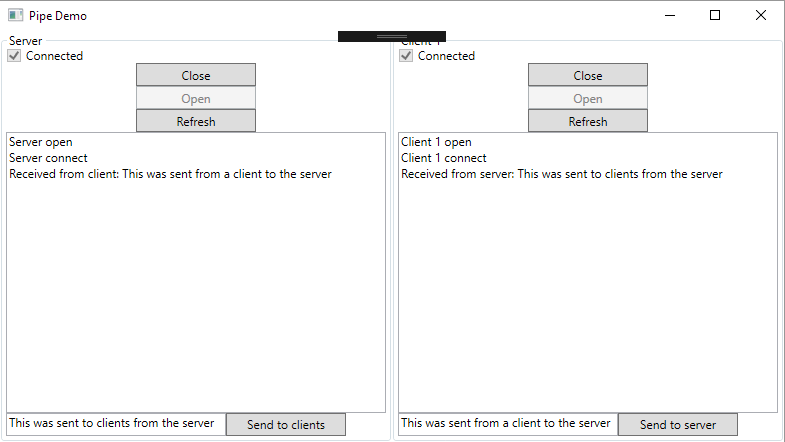 Pipe Demo
Server
Connected
Close
Open
Refresh
Server open
Server connect
Received from client: This was sent from a client to the server
This was sent to clients from the server
Send to clients
Client 1
Connected
Close
Open
Refresh
Client 1 open
Client 1 connect
Received from server: This was sent to clients from the server
This was sent from a client to the server
Send to server